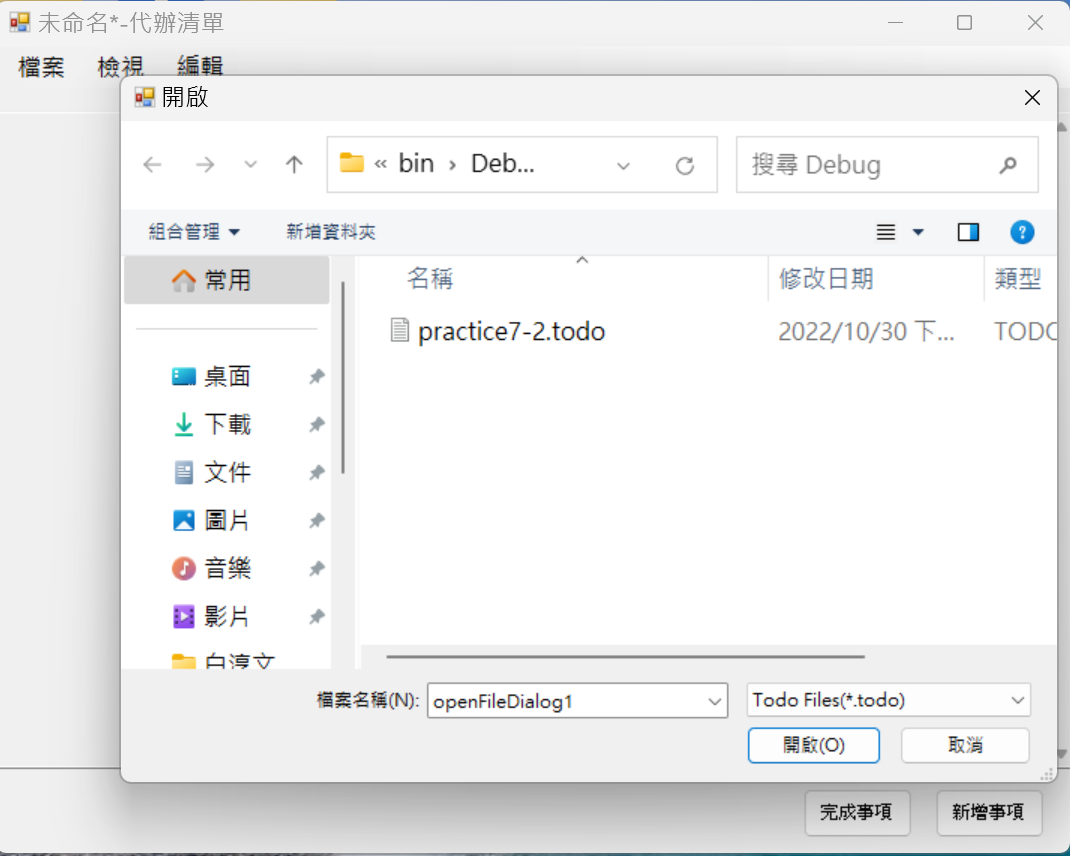 未命名*-代辦清單
檔案 檢視 編輯
開啟
« bin › Deb...
搜尋 Debug
組合管理 新增資料夾
常用
名稱 修改日期 類型
practice7-2.todo 2022/10/30 下... TODO
桌面
下載
文件
圖片
音樂
影片
白淳文
檔案名稱(N): openFileDialog1 Todo Files(*.todo)
開啟(O) 取消
完成事項 新增事項